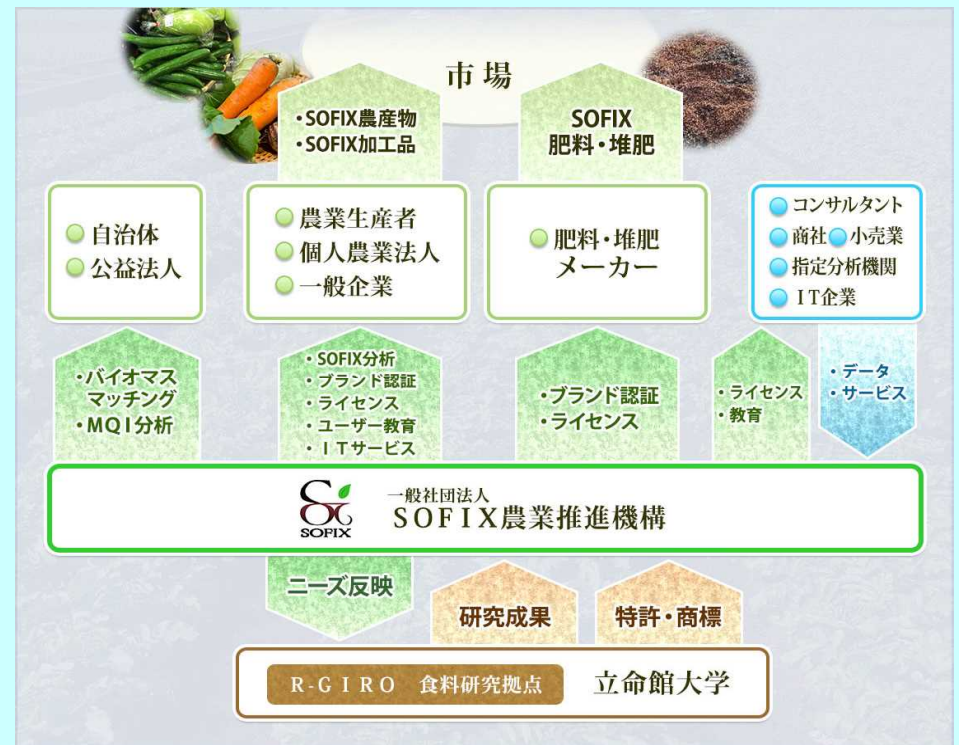 市場
・SOFIX農産物
・SOFIX加工品
SOFIX
肥料・堆肥
自治体
公益法人
農業生産者
個人農業法人
一般企業
肥料・堆肥
メーカー
コンサルタント
商社 小売業
指定分析機関
IT企業
・バイオマス
マッチング
・MQI分析
・SOFIX分析
・ブランド認証
・ライセンス
・ユーザー教育
・ITサービス
・ブランド認証
・ライセンス
・ライセンス
・教育
・データ
・サービス
SOFIX
一般社団法人
SOFIX農業推進機構
ニーズ反映
研究成果
特許・商標
R-GIRO 食料研究拠点
立命館大学